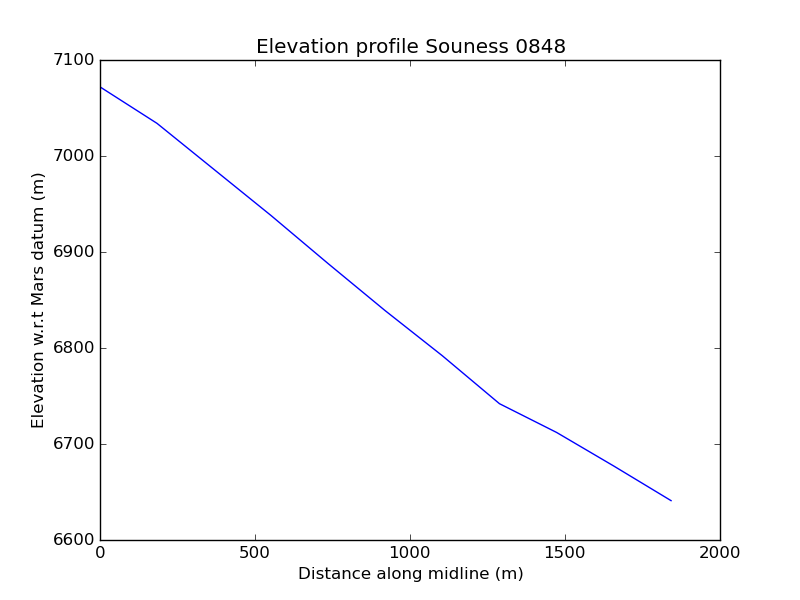 Elevation profile Souness 0848
7100
7000
6900
6800
6700
6600
Elevation w.r.t Mars datum (m)
0 500 1000 1500 2000
Distance along midline (m)